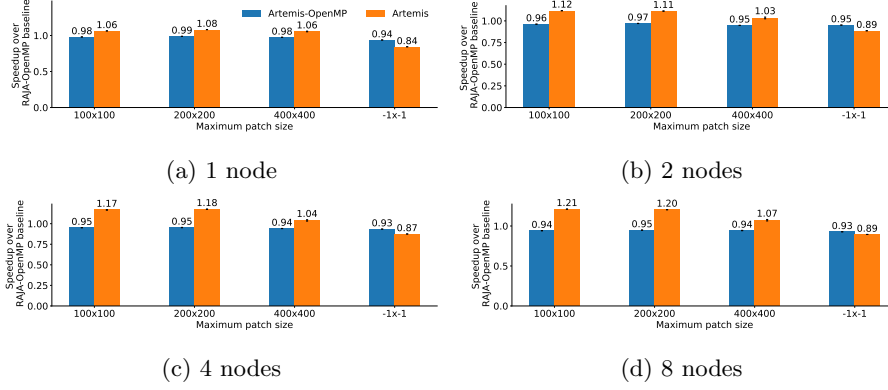 Artemis-OpenMP Artemis
Speedup over
RAJA-OpenMP baseline
1.0
0.5
0.0
0.98 1.06 0.99 1.08 0.98 1.06 0.94 0.84
100x100 200x200 400x400 -1x-1
Maximum patch size
(a) 1 node
Speedup over
RAJA-OpenMP baseline
1.00
0.75
0.50
0.25
0.00
0.96 1.12 0.97 1.11 0.95 1.03 0.95 0.89
100x100 200x200 400x400 -1x-1
Maximum patch size
(b) 2 nodes
Speedup over
RAJA-OpenMP baseline
1.00
0.75
0.50
0.25
0.00
0.95 1.17 0.95 1.18 0.94 1.04 0.93 0.87
100x100 200x200 400x400 -1x-1
Maximum patch size
(c) 4 nodes
Speedup over
RAJA-OpenMP baseline
1.0
0.5
0.0
0.94 1.21 0.95 1.20 0.94 1.07 0.93 0.89
100x100 200x200 400x400 -1x-1
Maximum patch size
(d) 8 nodes